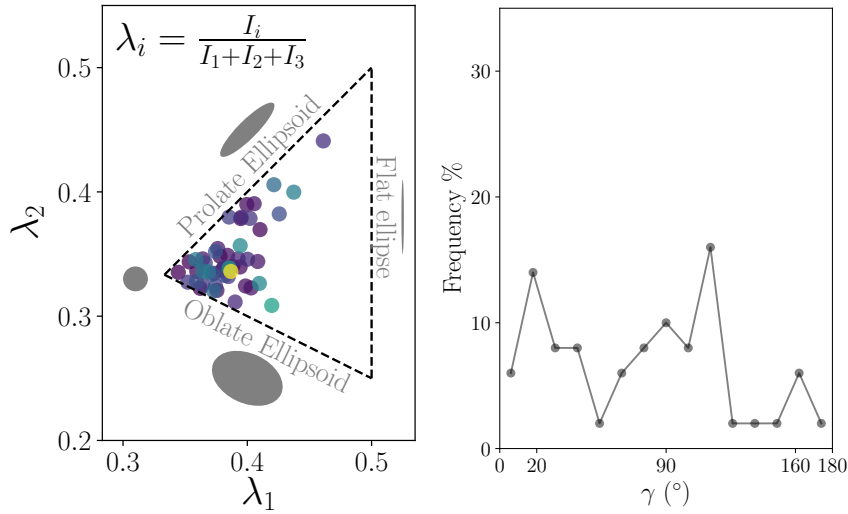 λ_i = I_i / (I_1+I_2+I_3)
Prolate Ellipsoid
Flat ellipse
Oblate Ellipsoid
0.5
0.4
0.3
0.2
λ_2
0.3 0.4 0.5
λ_1
30
20
10
0
Frequency %
0 20 90 160 180
γ (°)